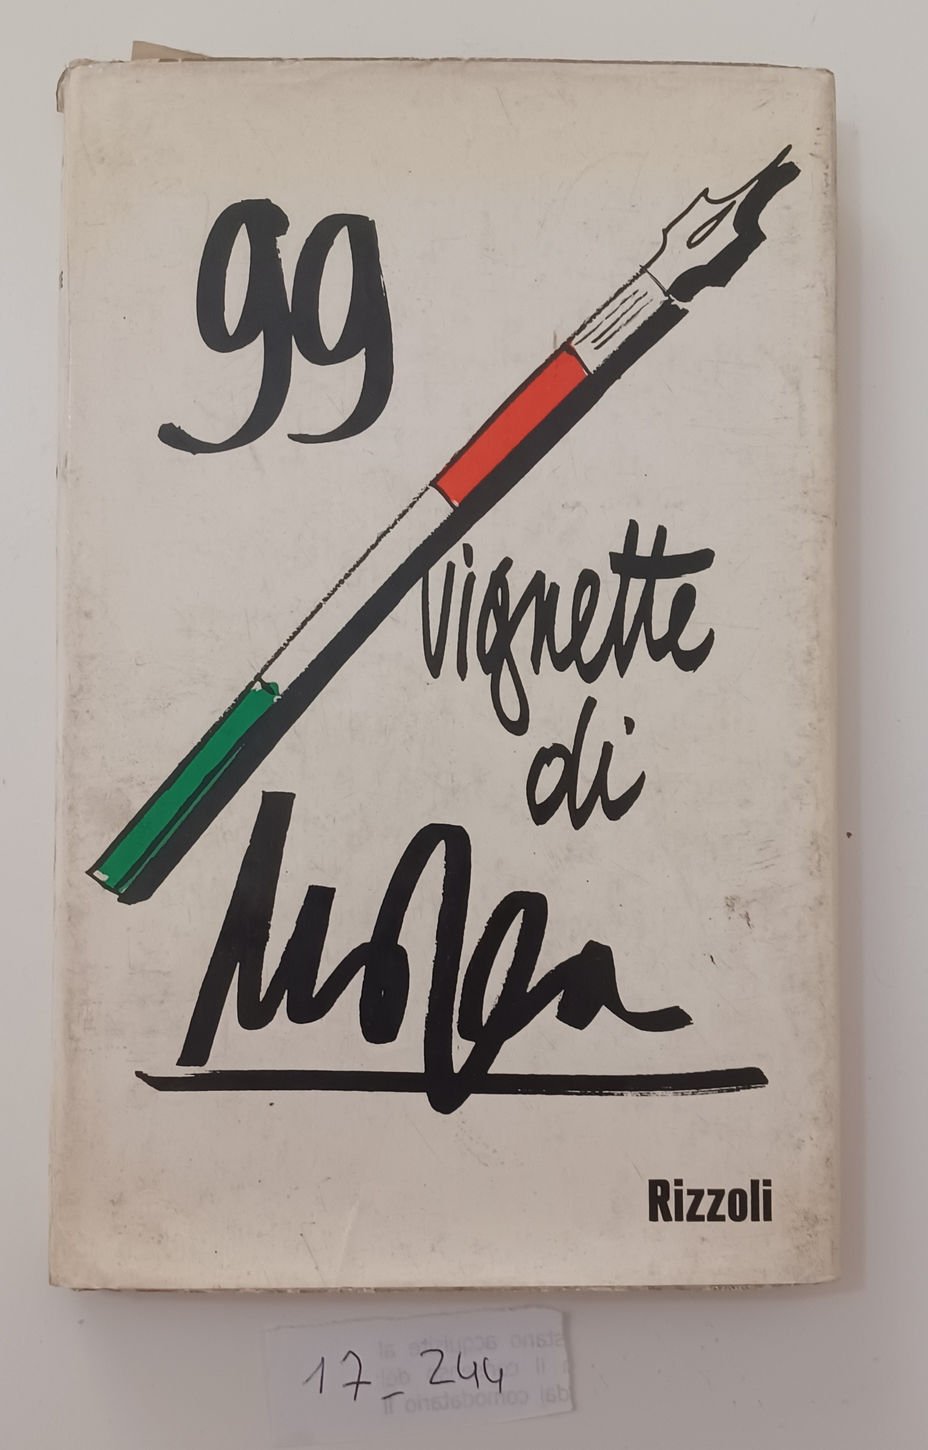 99
vignette
di
Mosca
Rizzoli
17_244